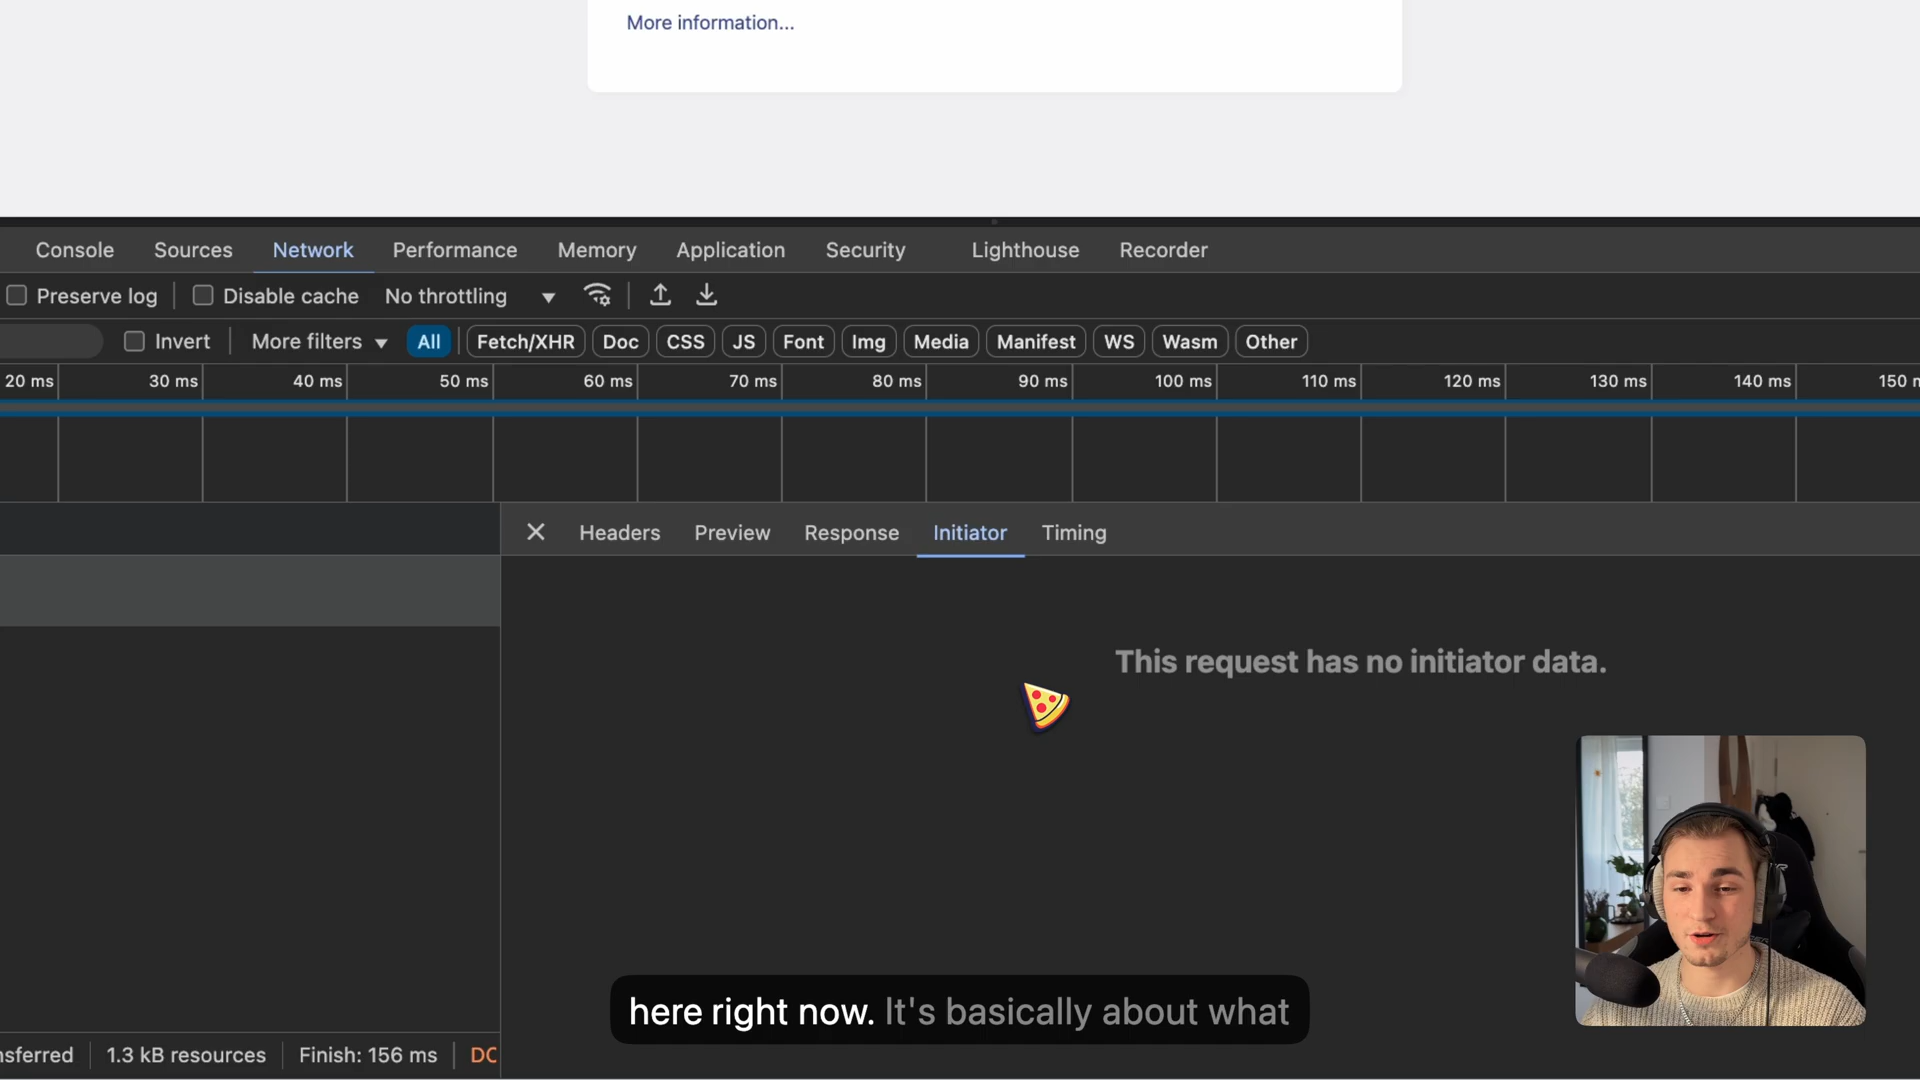 More information...
Console Sources Network Performance Memory Application Security Lighthouse Recorder
Preserve log Disable cache No throttling
Invert More filters All Fetch/XHR Doc CSS JS Font Img Media Manifest WS Wasm Other
20 ms 30 ms 40 ms 50 ms 60 ms 70 ms 80 ms 90 ms 100 ms 110 ms 120 ms 130 ms 140 ms 150 m
Headers Preview Response Initiator Timing
This request has no initiator data.
here right now. It's basically about what
nsferred 1.3 kB resources Finish: 156 ms DC